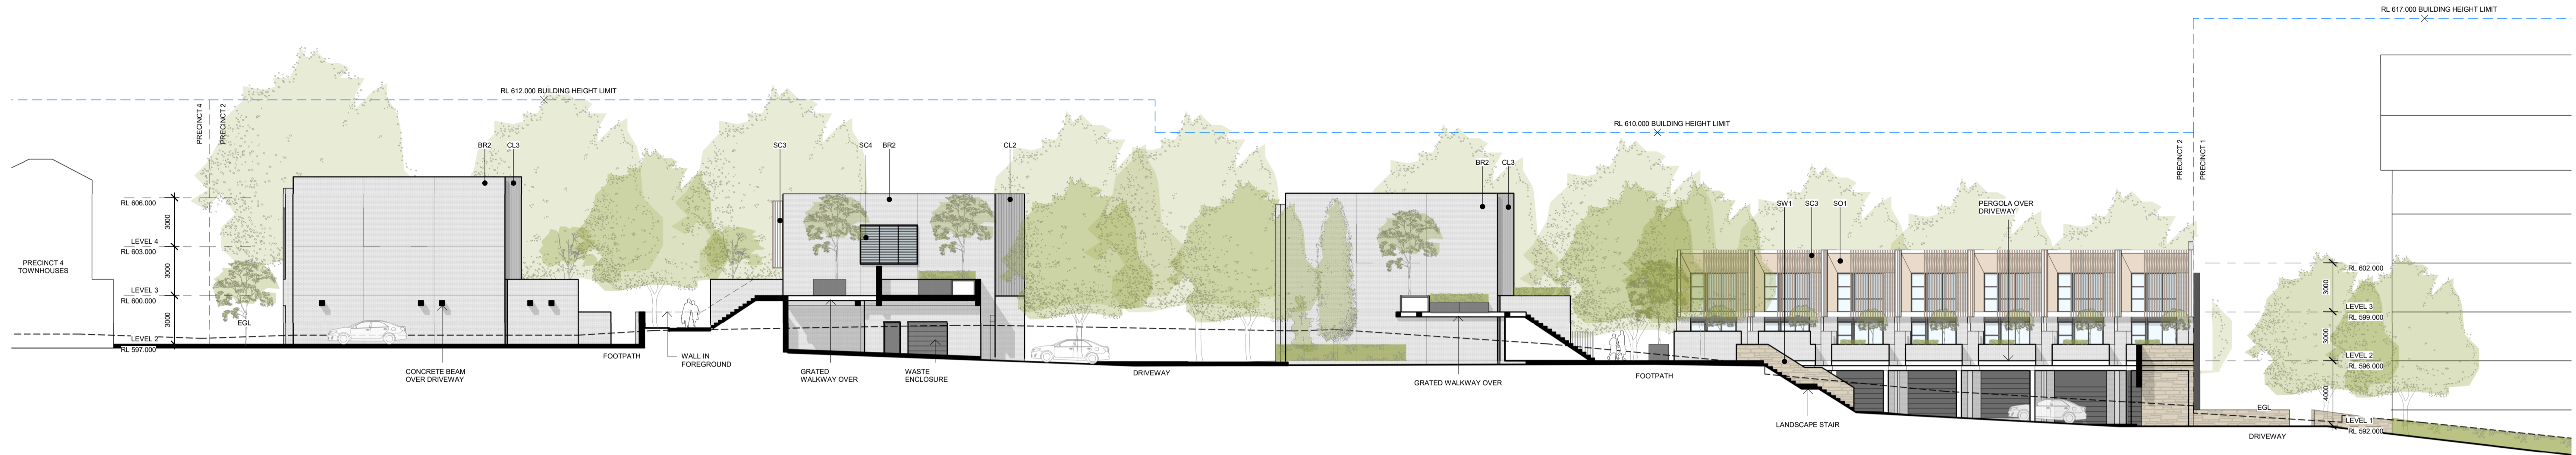 RL 617.000 BUILDING HEIGHT LIMIT
RL 612.000 BUILDING HEIGHT LIMIT
RL 610.000 BUILDING HEIGHT LIMIT
PRECINCT 4
PRECINCT 2
PRECINCT 2
PRECINCT 1
BR2
CL3
SC3
SC4
BR2
CL2
BR2
CL3
SW1
SC3
SO1
PERGOLA OVER
DRIVEWAY
RL 606.000
3000
LEVEL 4
RL 603.000
3000
LEVEL 3
RL 600.000
3000
LEVEL 2
RL 597.000
PRECINCT 4
TOWNHOUSES
EGL
CONCRETE BEAM
OVER DRIVEWAY
FOOTPATH
WALL IN
FOREGROUND
GRATED
WALKWAY OVER
WASTE
ENCLOSURE
DRIVEWAY
GRATED WALKWAY OVER
FOOTPATH
LANDSCAPE STAIR
RL 602.000
3000
LEVEL 3
RL 599.000
3000
LEVEL 2
RL 596.000
4000
LEVEL 1
RL 592.000
EGL
DRIVEWAY